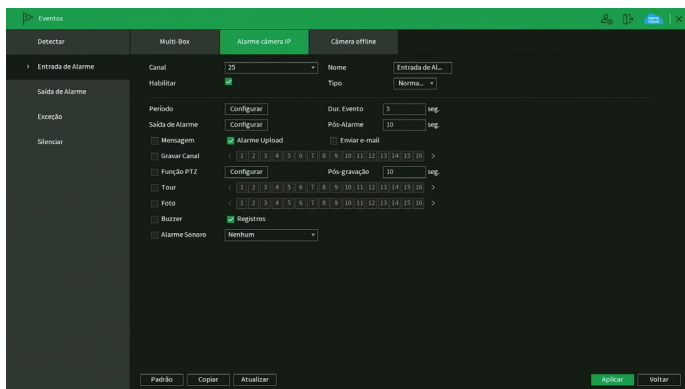 Eventos
Detectar
Entrada de Alarme
Saída de Alarme
Exceção
Silenciar
Multi-Box Alarme câmera IP Câmera offline
Canal 25 Nome Entrada de Al...
Habilitar Tipo Norma...
Período Configurar Dur. Evento 5 seg.
Saída de Alarme Configurar Pós-Alarme 10 seg.
Mensagem Alarme Upload Enviar e-mail
Gravar Canal < 1 2 3 4 5 6 7 8 9 10 11 12 13 14 15 16 >
Função PTZ Configurar Pós-gravação 10 seg.
Tour < 1 2 3 4 5 6 7 8 9 10 11 12 13 14 15 16 >
Foto < 1 2 3 4 5 6 7 8 9 10 11 12 13 14 15 16 >
Buzzer Registros
Alarme Sonoro Nenhum
Padrão Copiar Atualizar Aplicar Voltar